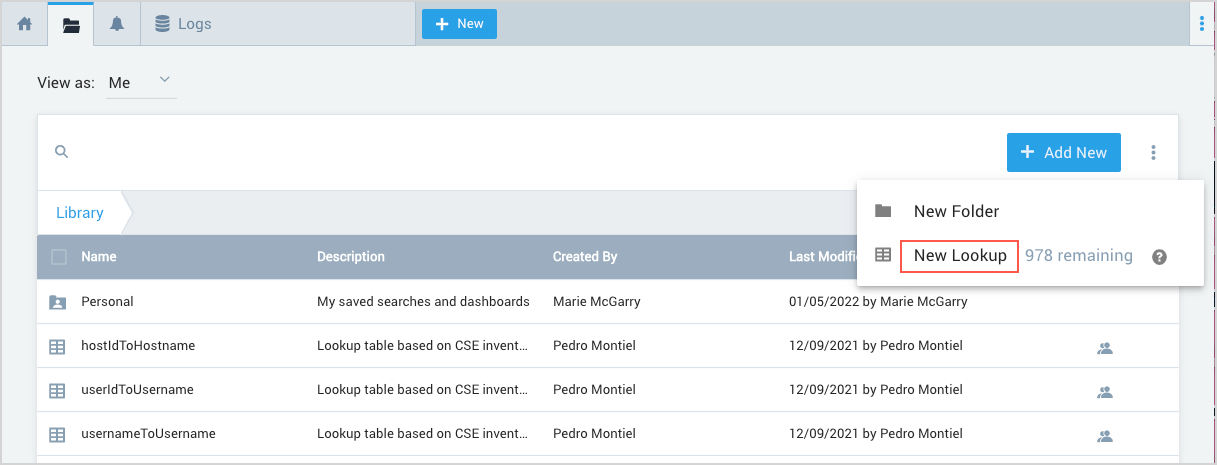 Logs
New
View as: Me
Add New
New Folder
New Lookup 978 remaining ?
Library
Name Description Created By Last Modifie
Personal My saved searches and dashboards Marie McGarry 01/05/2022 by Marie McGarry
hostIdToHostname Lookup table based on CSE invent... Pedro Montiel 12/09/2021 by Pedro Montiel
userIdToUsername Lookup table based on CSE invent... Pedro Montiel 12/09/2021 by Pedro Montiel
usernameToUsername Lookup table based on CSE invent... Pedro Montiel 12/09/2021 by Pedro Montiel